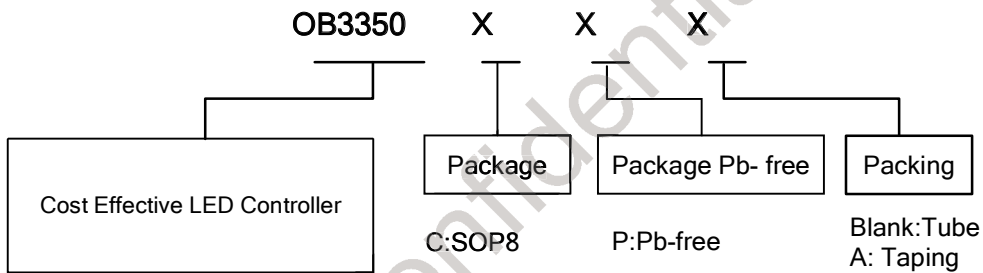 OB3350 X X X
Cost Effective LED Controller
Package
Package Pb- free
Packing
C:SOP8
P:Pb-free
Blank:Tube
A: Taping